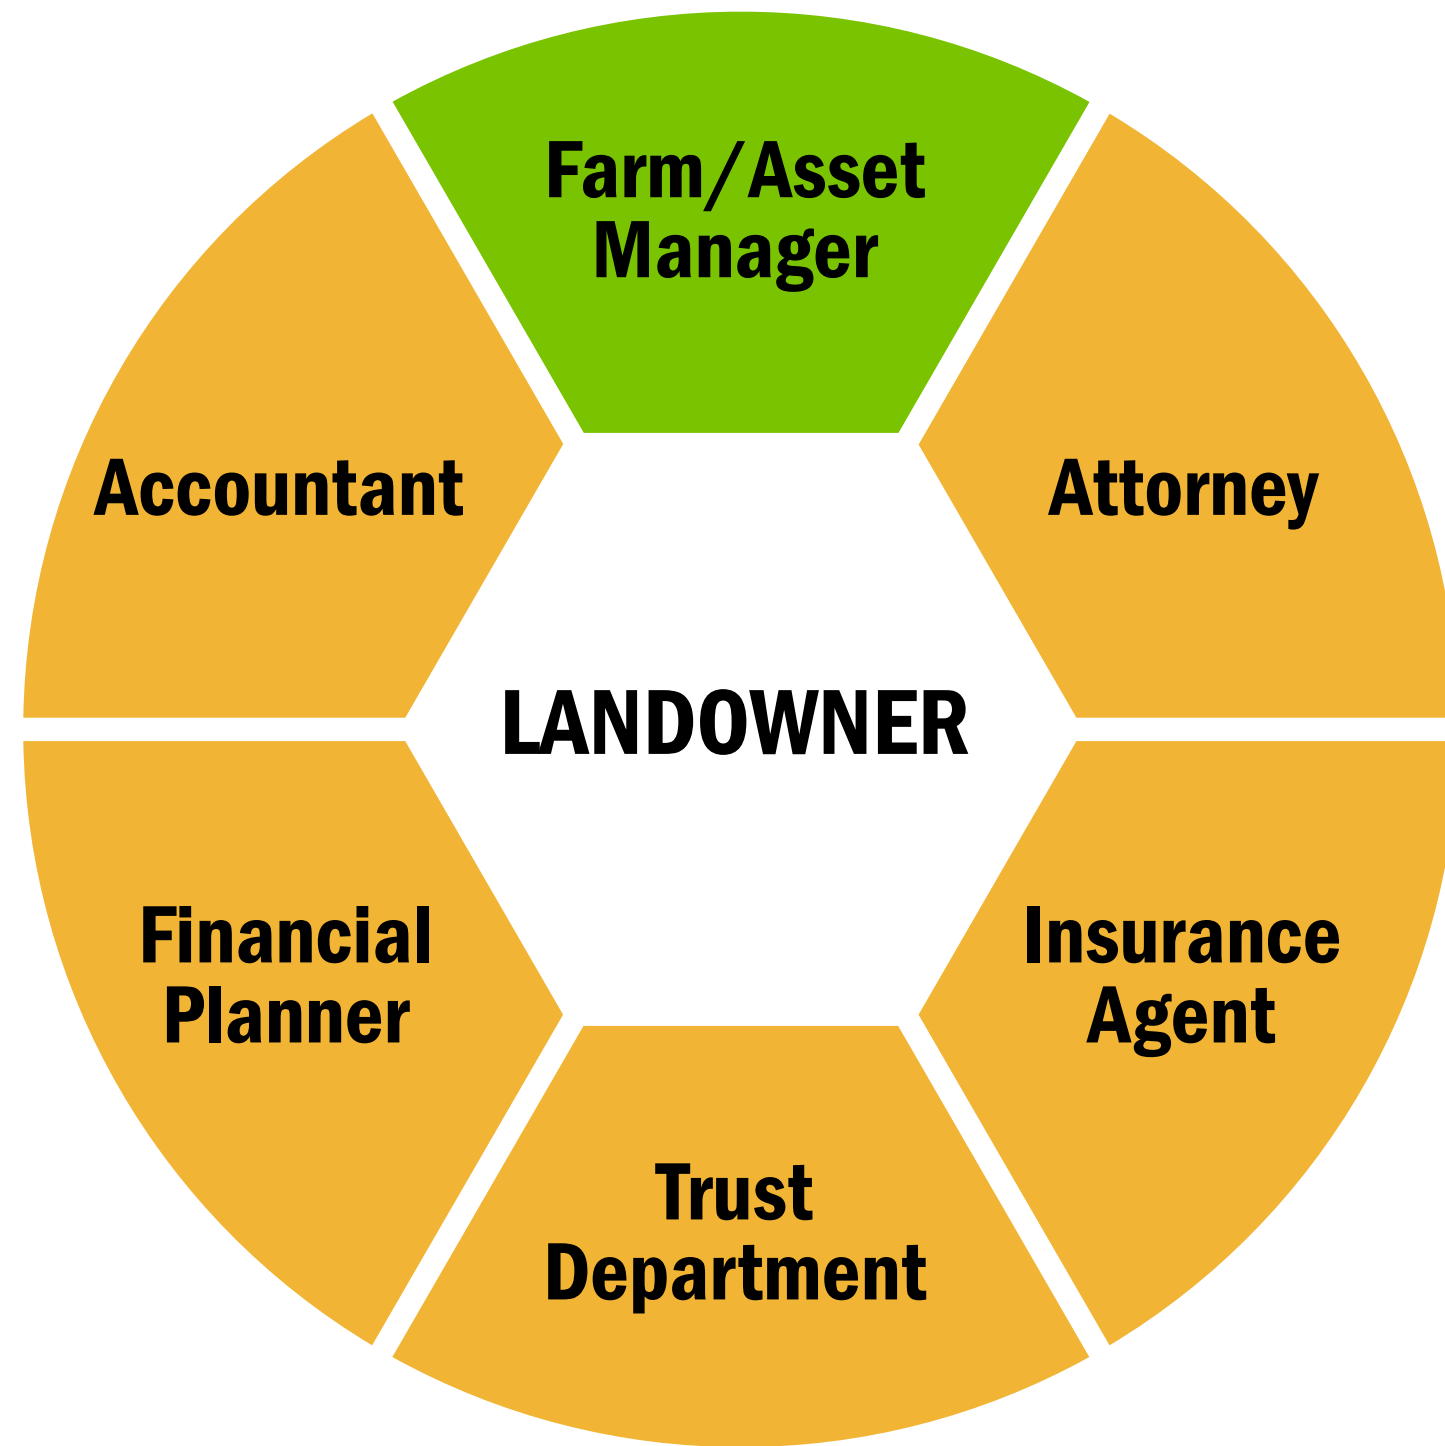 Farm/Asset
Manager
Accountant
Attorney
LANDOWNER
Financial
Planner
Insurance
Agent
Trust
Department